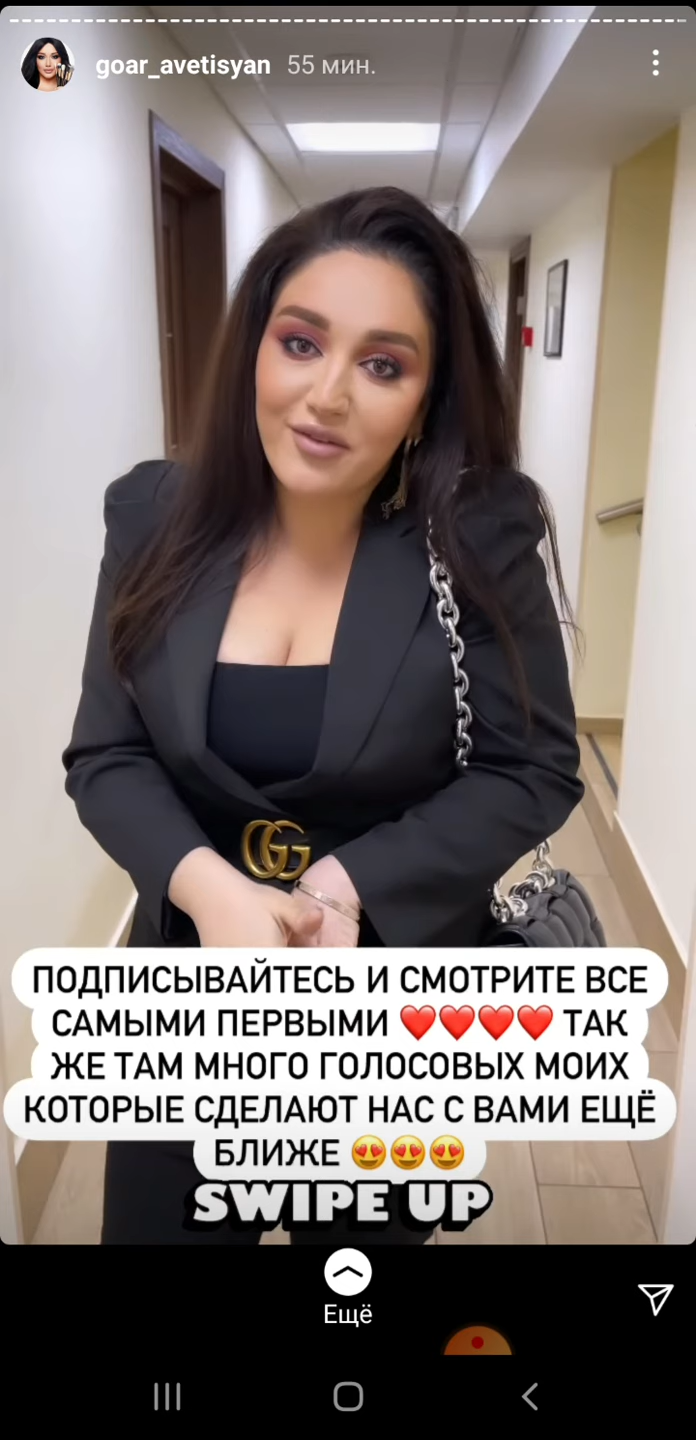 goar_avetisyan 55 мин.
ПОДПИСЫВАЙТЕСЬ И СМОТРИТЕ ВСЕ
САМЫМИ ПЕРВЫМИ ❤️❤️❤️❤️ ТАК
ЖЕ ТАМ МНОГО ГОЛОСОВЫХ МОИХ
КОТОРЫЕ СДЕЛАЮТ НАС С ВАМИ ЕЩЁ
БЛИЖЕ 😍😍😍
SWIPE UP
Ещё